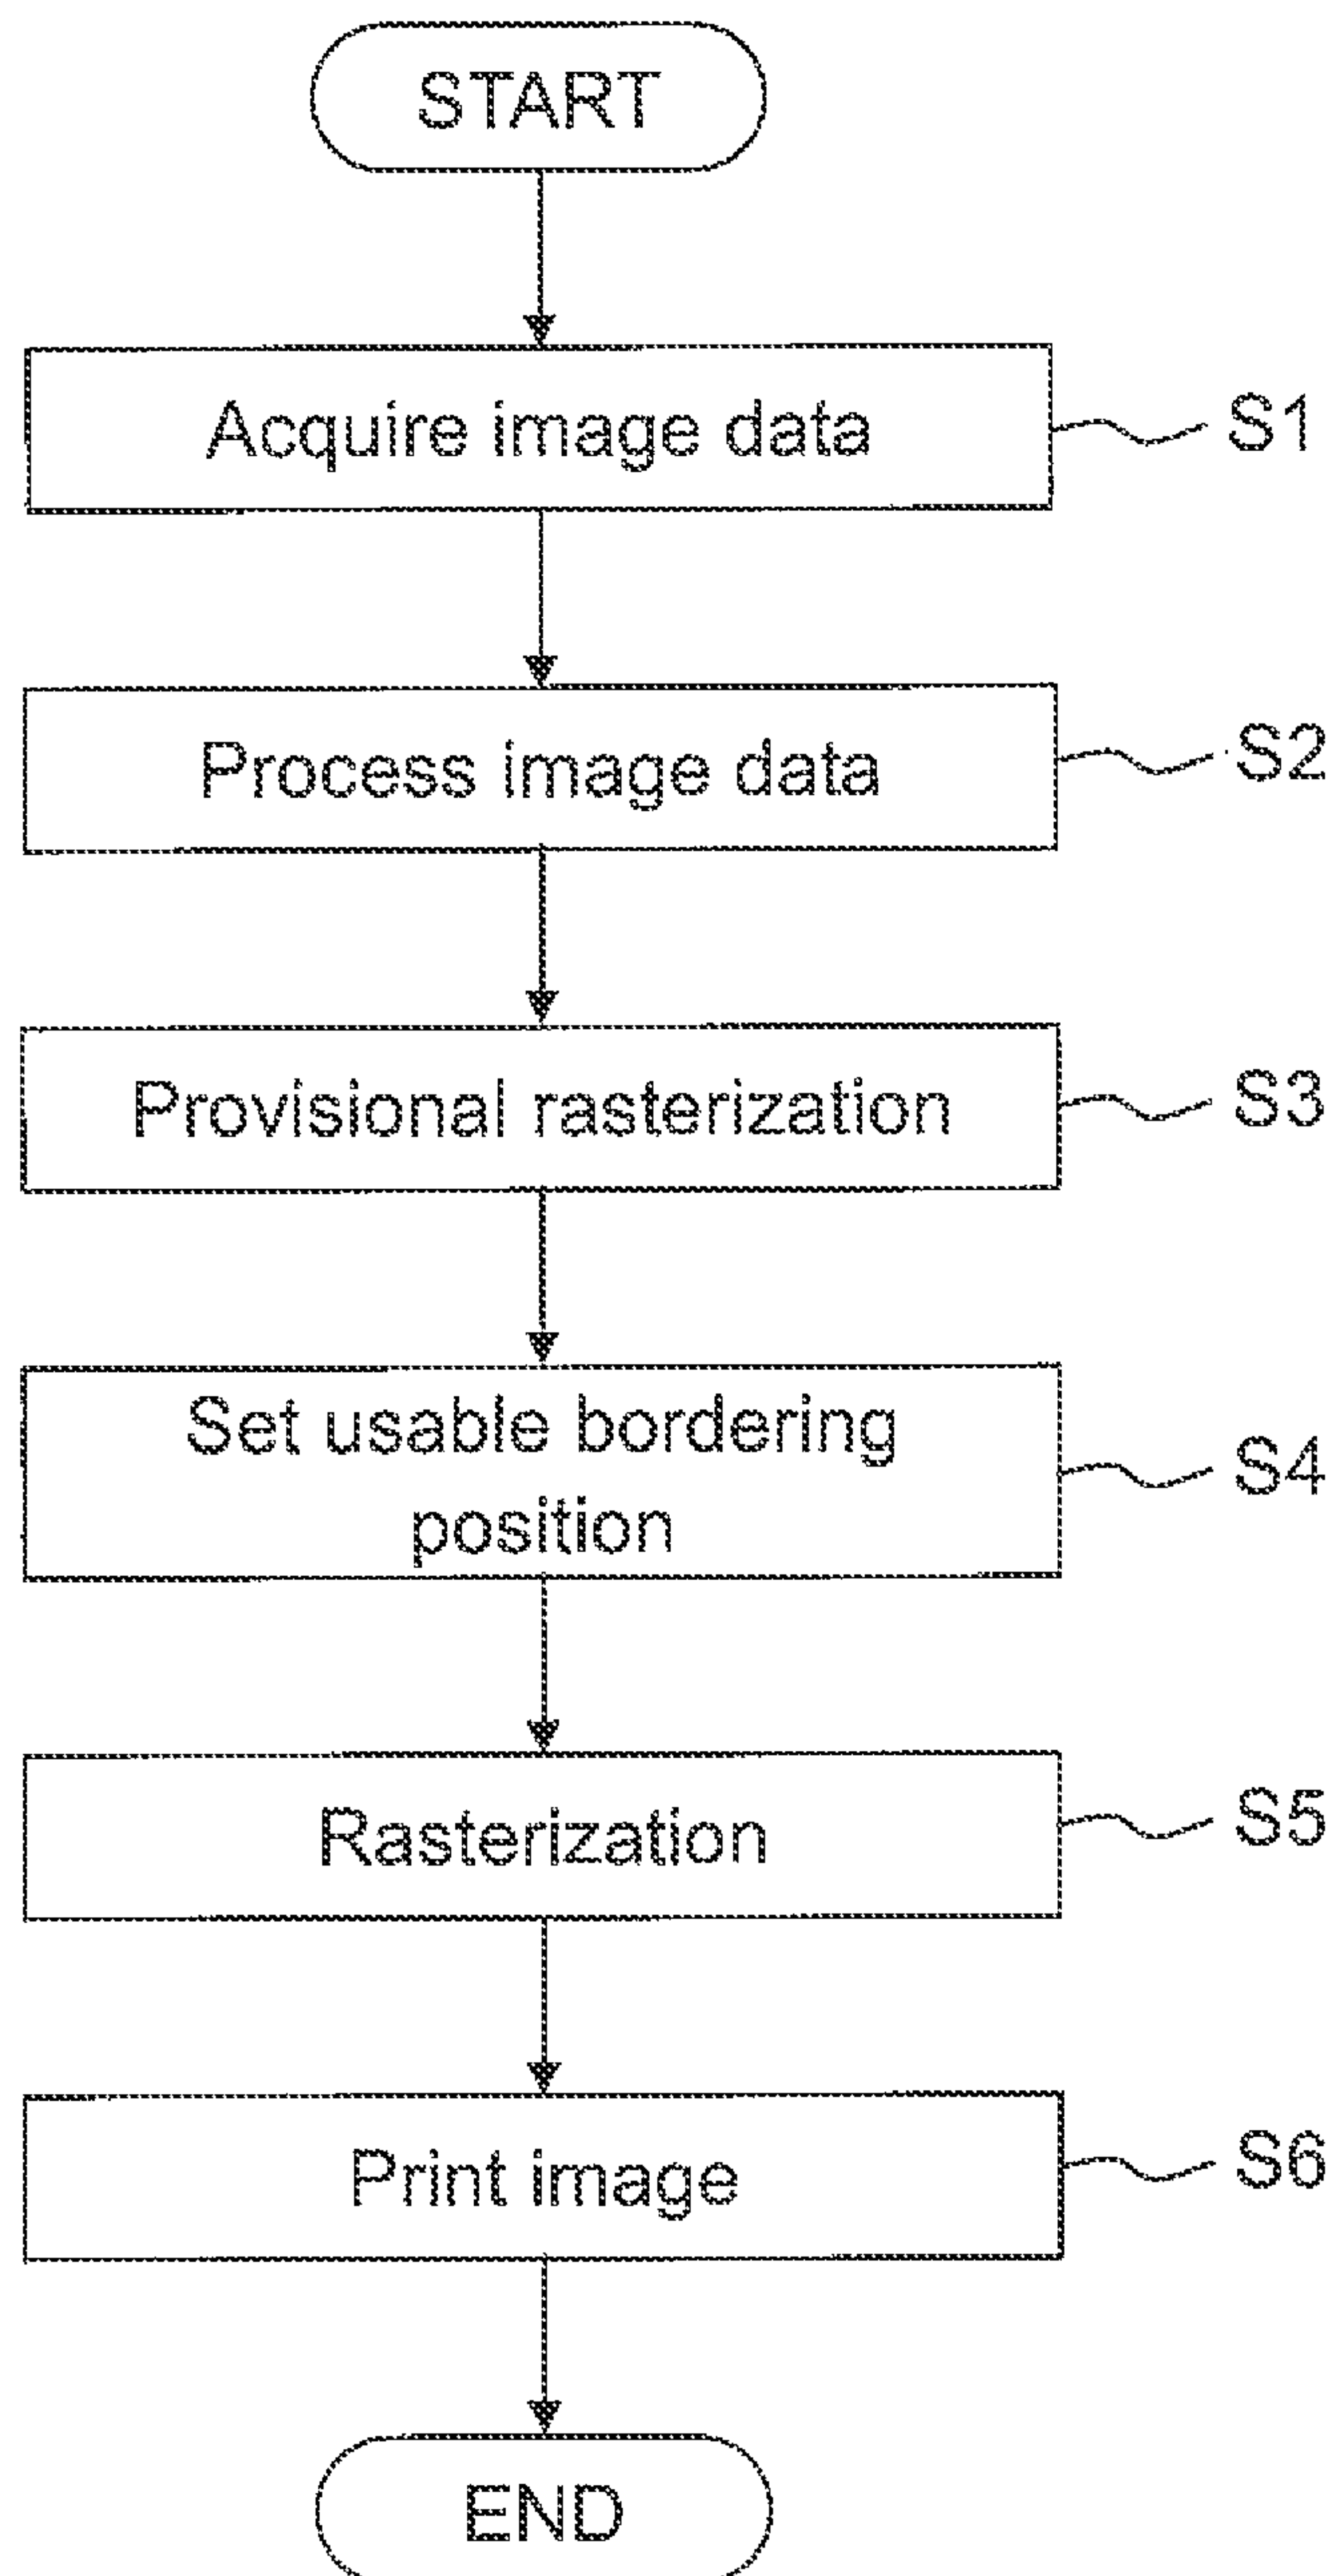 START
Acquire image data
S1
Process image data
S2
Provisional rasterization
S3
Set usable bordering
position
S4
Rasterization
S5
Print image
S6
END